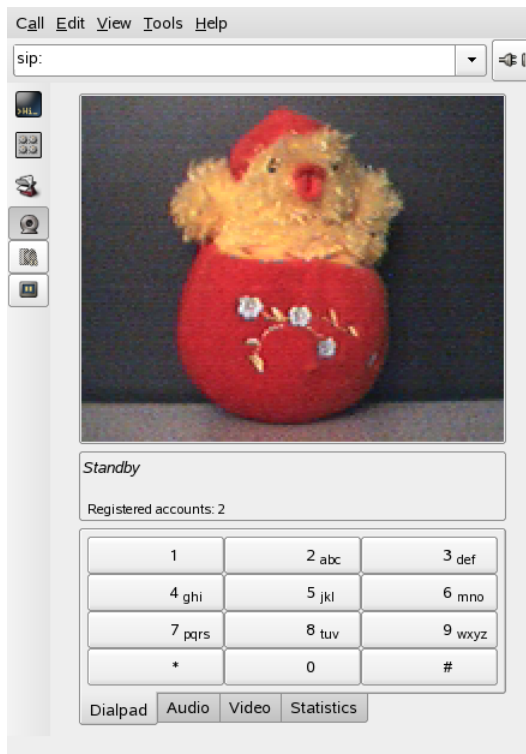 Call Edit View Tools Help
sip:
>Hi..
Standby
Registered accounts: 2
1 2 abc 3 def
4 ghi 5 jkl 6 mno
7 pqrs 8 tuv 9 wxyz
* 0 #
Dialpad Audio Video Statistics